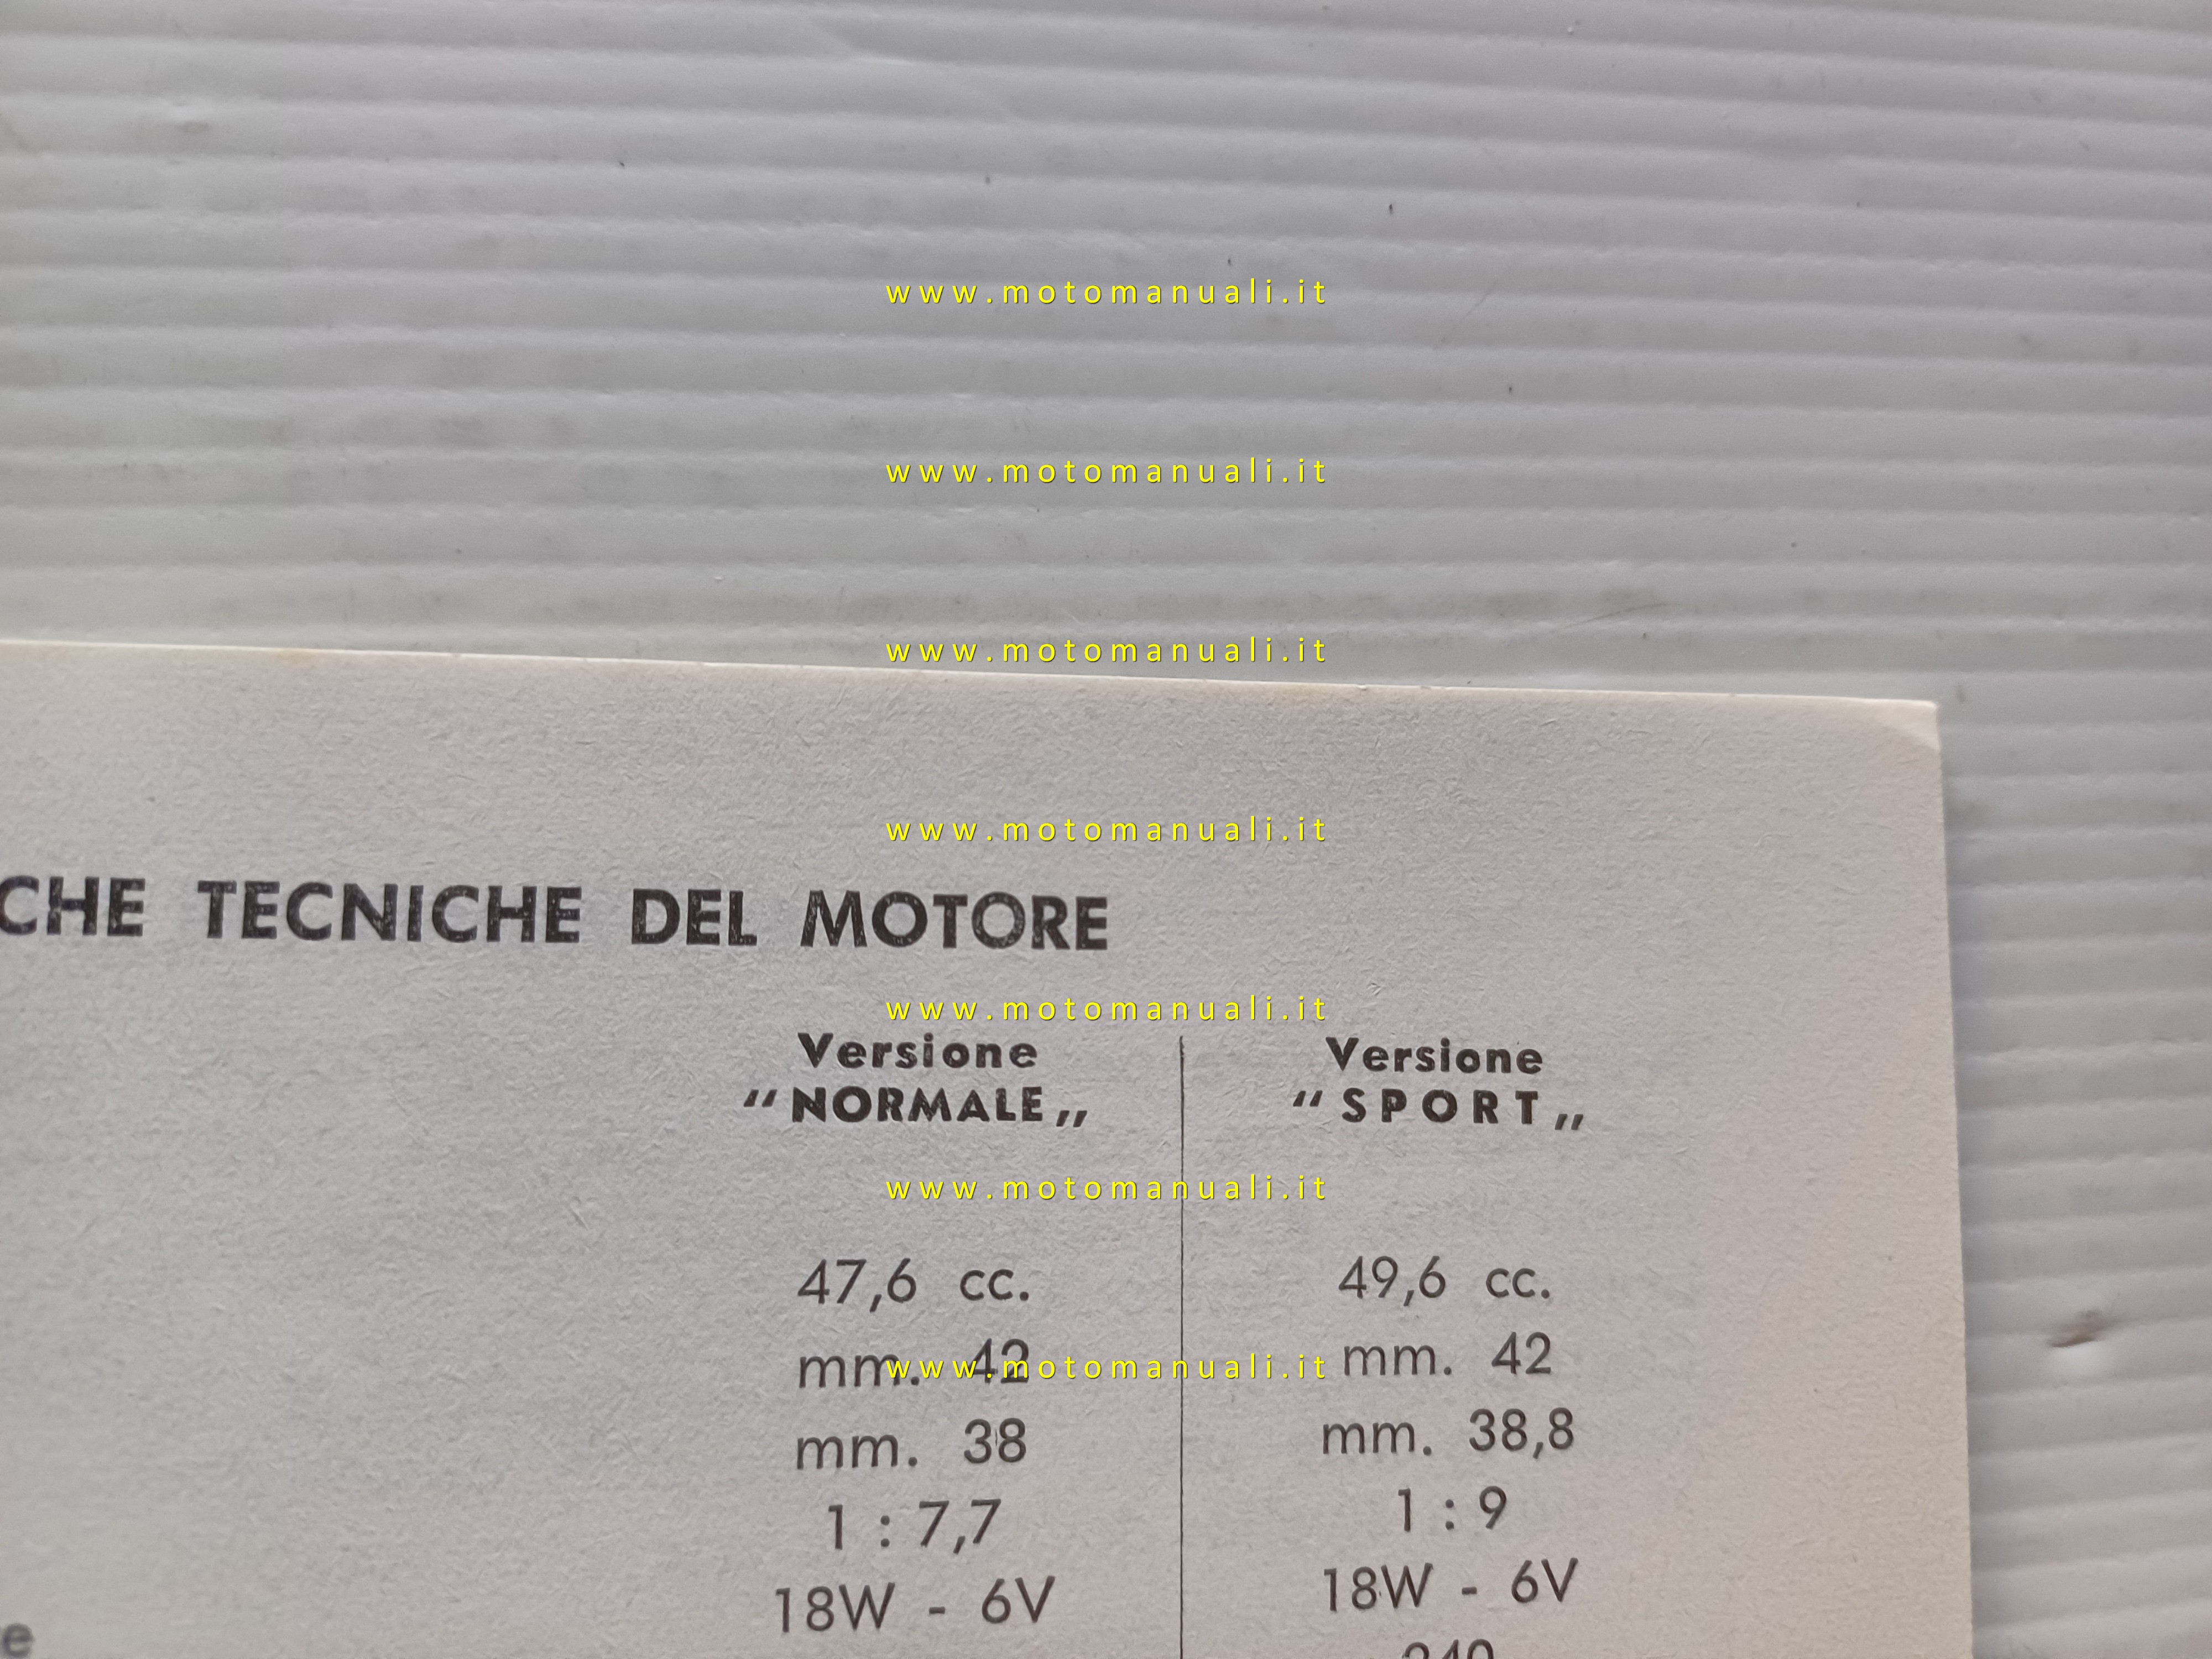 www.motomanuali.it
www.motomanuali.it
www.motomanuali.it
www.motomanuali.it
CHE TECNICHE DEL MOTORE
www.motomanuali.it
Versione Versione
"NORMALE„ "SPORT„
www.motomanuali.it
47,6 cc. 49,6 cc.
mm. 42 mm. 42
www.motomanuali.it
mm. 38 mm. 38,8
1 : 7,7 1 : 9
18W - 6V 18W - 6V
e